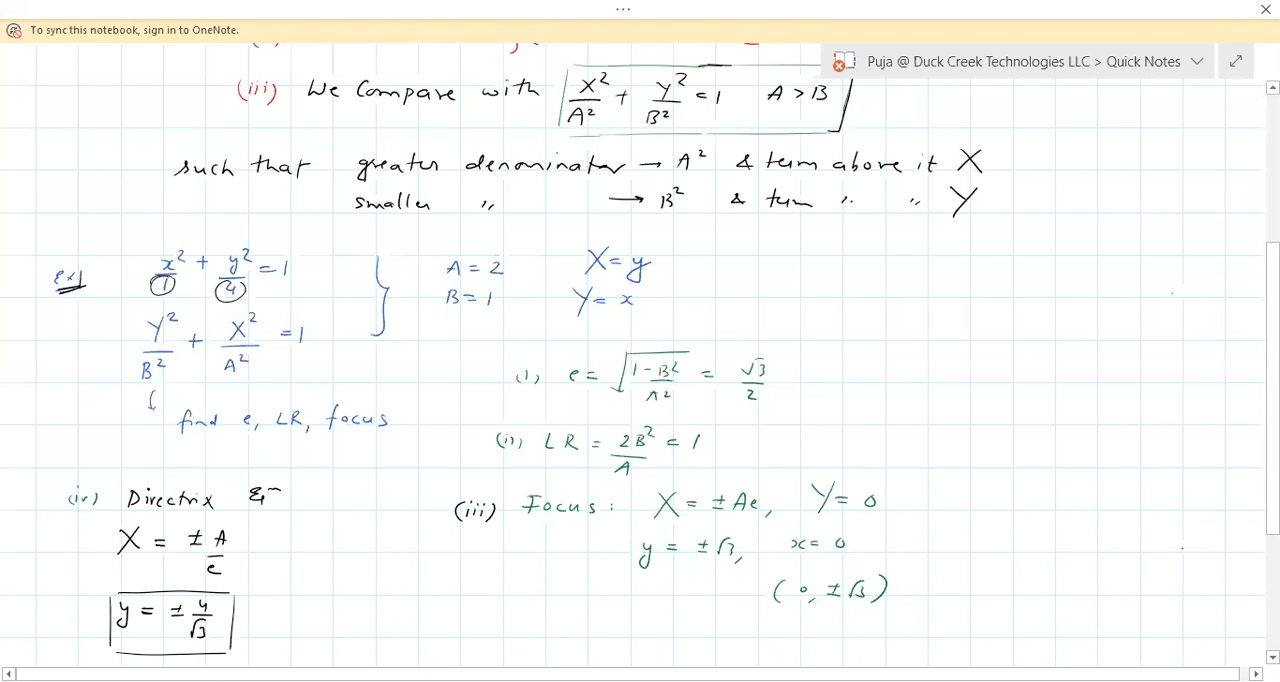 ...
To sync this notebook, sign in to OneNote.
Puja @ Duck Creek Technologies LLC > Quick Notes
(iii) We Compare with X²/A² + Y²/B² = 1 A > B
such that greater denominator → A² & term above it X
smaller " → B² & term " " Y
Ex1 x²/1 + y²/4 = 1
A = 2 X = y
B = 1 Y = x
Y²/B² + X²/A² = 1
find e, LR, focus
(i) e = √(1 - B²/A²) = √3/2
(ii) LR = 2B²/A = 1
(iii) Focus: X = ± Ae, Y = 0
y = ± √3, x = 0
(0, ± √3)
(iv) Directrix Eqn
X = ± A/e
y = ± 4/√3